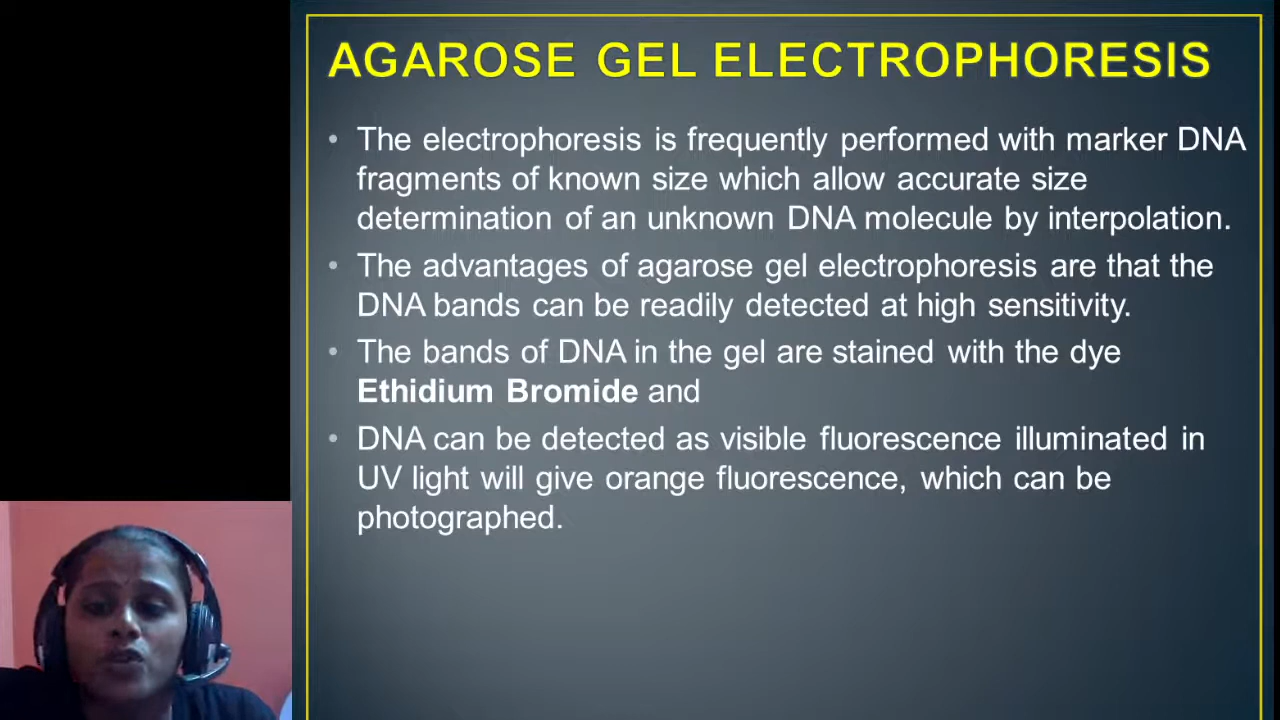 AGAROSE GEL ELECTROPHORESIS
• The electrophoresis is frequently performed with marker DNA
fragments of known size which allow accurate size
determination of an unknown DNA molecule by interpolation.
• The advantages of agarose gel electrophoresis are that the
DNA bands can be readily detected at high sensitivity.
• The bands of DNA in the gel are stained with the dye
Ethidium Bromide and
• DNA can be detected as visible fluorescence illuminated in
UV light will give orange fluorescence, which can be
photographed.